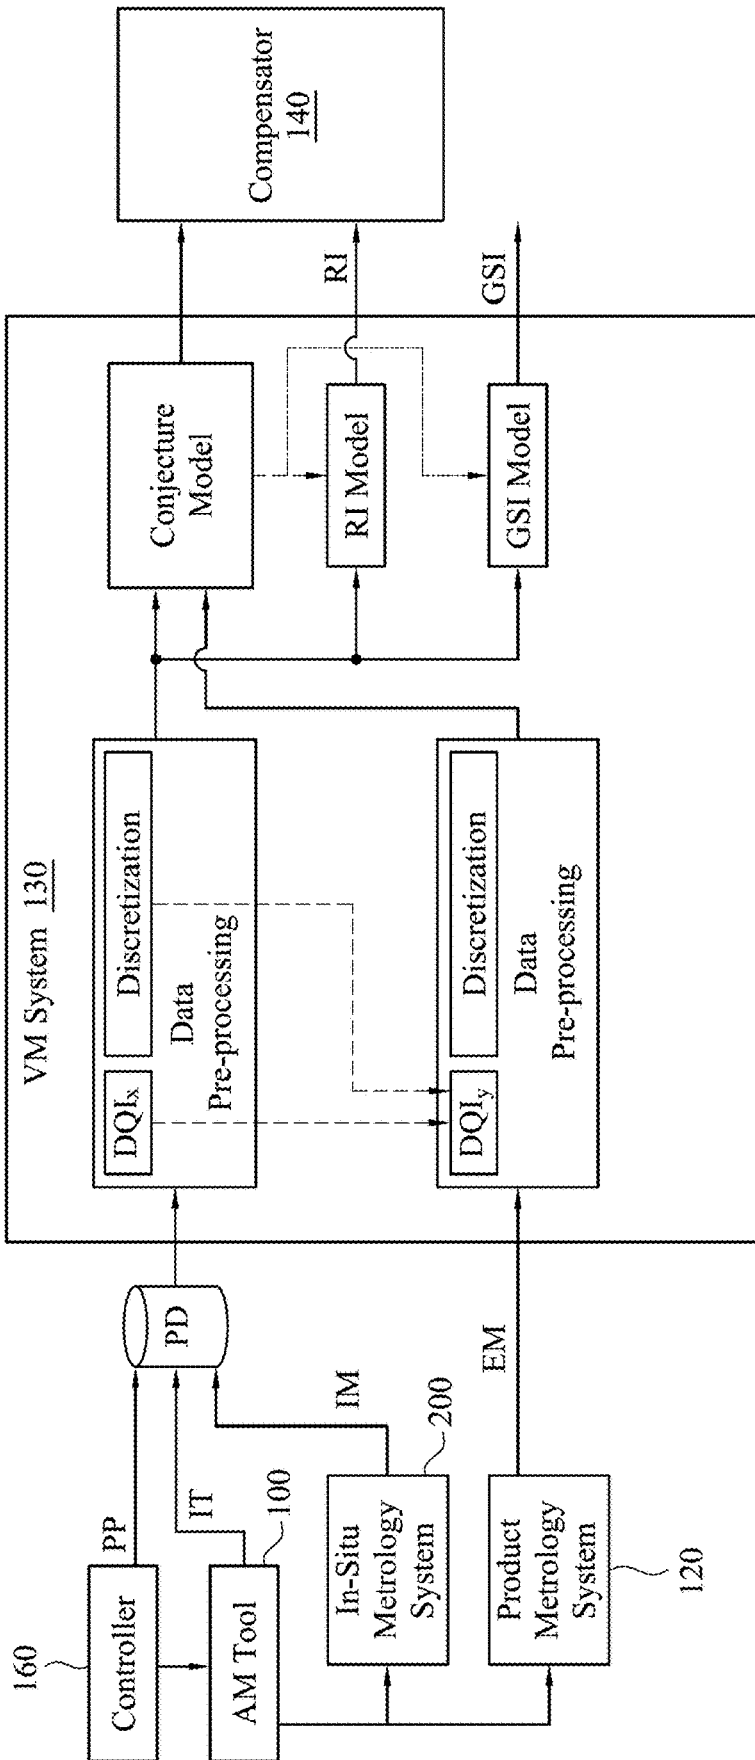 160
Controller
PP
AM Tool
IT
100
In-Situ
Metrology
System
200
IM
Product
Metrology
System
120
EM
PD
VM System 130
DQIx
Discretization
Data
Pre-processing
DQIy
Discretization
Data
Pre-processing
Conjecture
Model
RI Model
GSI Model
RI
GSI
Compensator
140